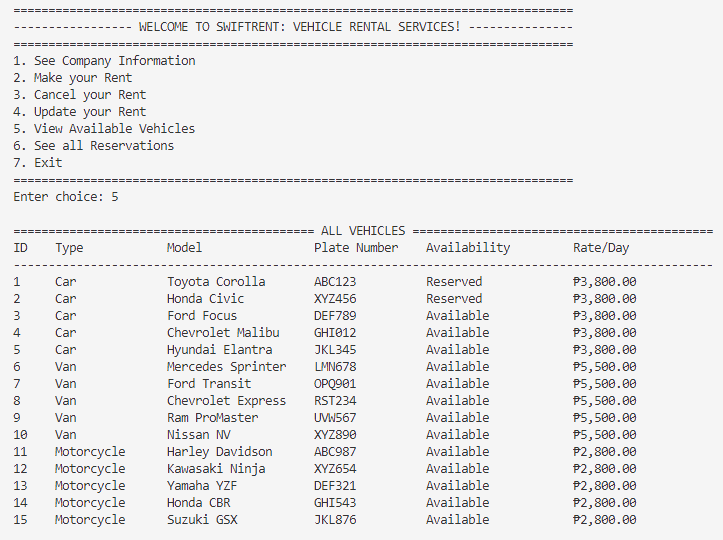 ================================================================================
----------------- WELCOME TO SWIFTRENT: VEHICLE RENTAL SERVICES! ---------------
================================================================================
1. See Company Information
2. Make your Rent
3. Cancel your Rent
4. Update your Rent
5. View Available Vehicles
6. See all Reservations
7. Exit
================================================================================
Enter choice: 5
=========================================== ALL VEHICLES ===========================================
ID    Type            Model                Plate Number    Availability         Rate/Day
----------------------------------------------------------------------------------------------------
1     Car             Toyota Corolla       ABC123          Reserved             ₱3,800.00
2     Car             Honda Civic          XYZ456          Reserved             ₱3,800.00
3     Car             Ford Focus           DEF789          Available            ₱3,800.00
4     Car             Chevrolet Malibu     GHI012          Available            ₱3,800.00
5     Car             Hyundai Elantra      JKL345          Available            ₱3,800.00
6     Van             Mercedes Sprinter    LMN678          Available            ₱5,500.00
7     Van             Ford Transit         OPQ901          Available            ₱5,500.00
8     Van             Chevrolet Express    RST234          Available            ₱5,500.00
9     Van             Ram ProMaster        UVW567          Available            ₱5,500.00
10    Van             Nissan NV            XYZ890          Available            ₱5,500.00
11    Motorcycle      Harley Davidson      ABC987          Available            ₱2,800.00
12    Motorcycle      Kawasaki Ninja       XYZ654          Available            ₱2,800.00
13    Motorcycle      Yamaha YZF           DEF321          Available            ₱2,800.00
14    Motorcycle      Honda CBR            GHI543          Available            ₱2,800.00
15    Motorcycle      Suzuki GSX           JKL876          Available            ₱2,800.00